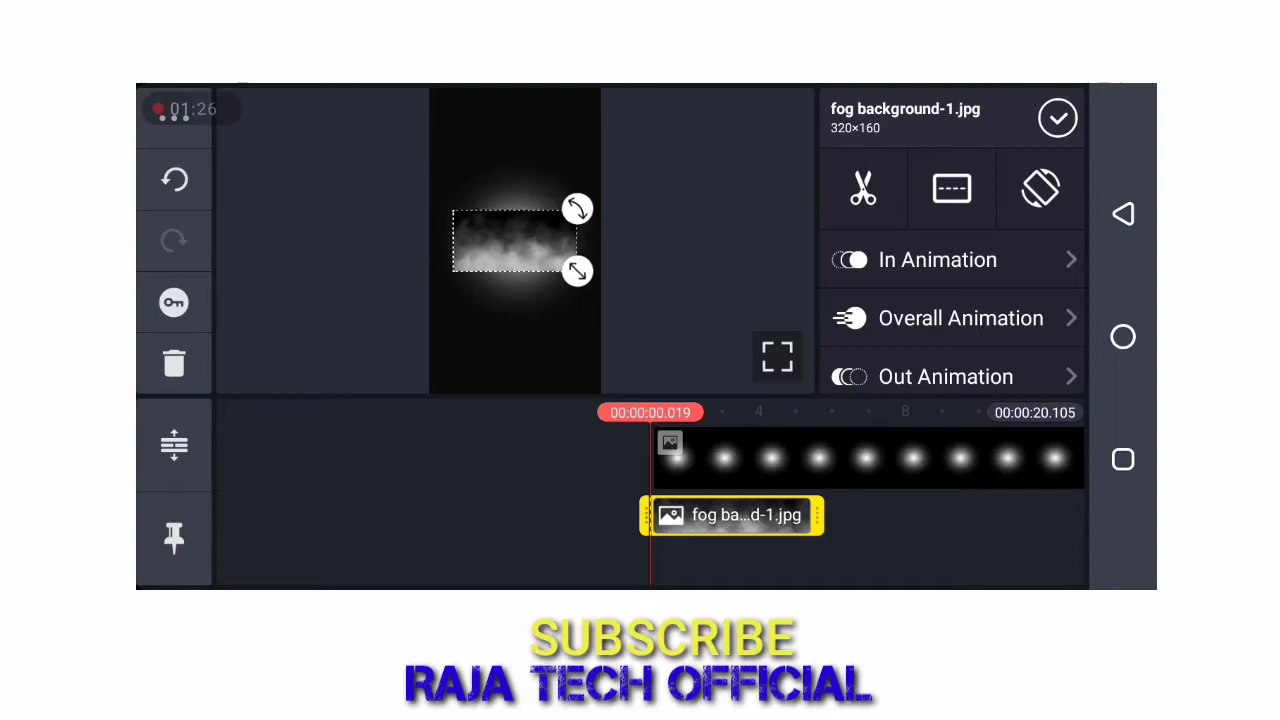 01:26
fog background-1.jpg
320×160
In Animation
Overall Animation
Out Animation
00:00:00.019
4
8
00:00:20.105
fog ba...d-1.jpg
SUBSCRIBE
RAJA TECH OFFICIAL